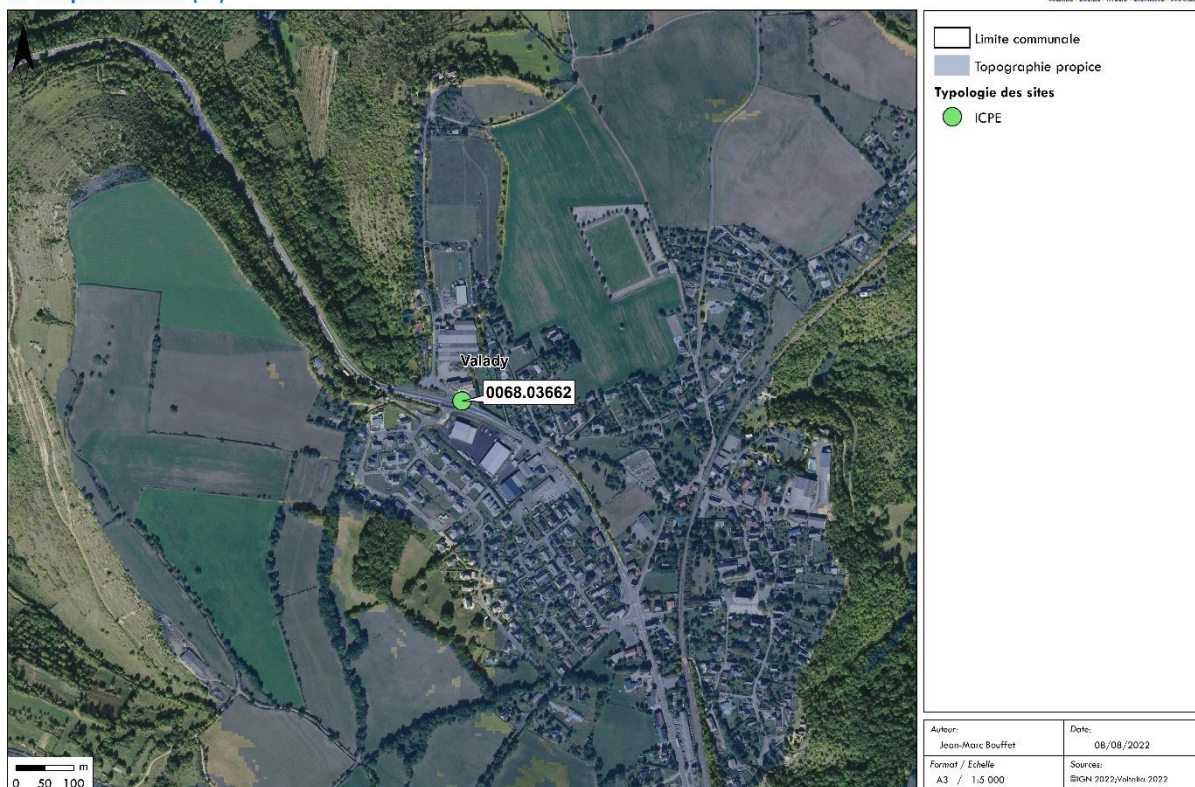 Limite communale
Topographie propice
Typologie des sites
ICPE
Valady
0068.03662
m
0 50 100
Auteur:
Jean-Marc Bouffet
Date:
08/08/2022
Format / Echelle
A3 / 1:5 000
Sources:
©IGN 2022;Voltalia 2022